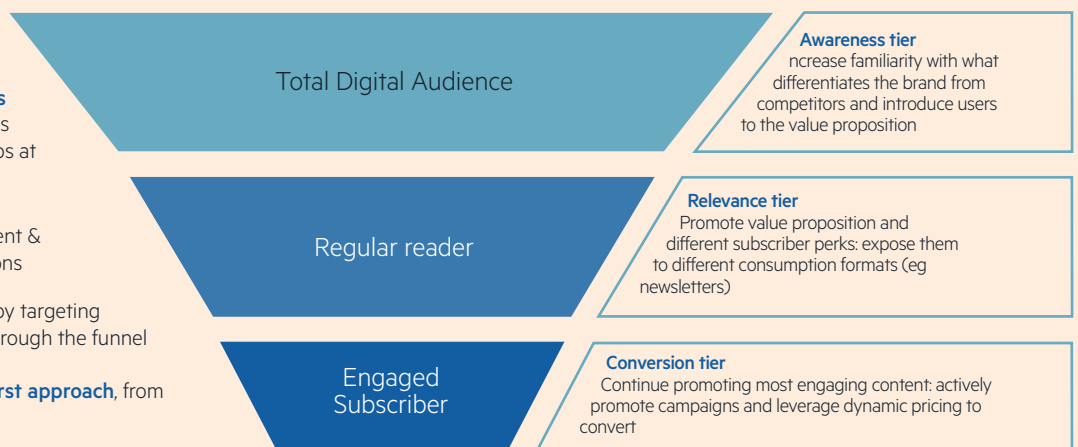 s
s
os at
ent &
ons
by targeting
rough the funnel
rst approach, from
Total Digital Audience
Awareness tier
ncrease familiarity with what
differentiates the brand from
competitors and introduce users
to the value proposition
Regular reader
Relevance tier
Promote value proposition and
different subscriber perks: expose them
to different consumption formats (eg
newsletters)
Engaged
Subscriber
Conversion tier
Continue promoting most engaging content: actively
promote campaigns and leverage dynamic pricing to
convert